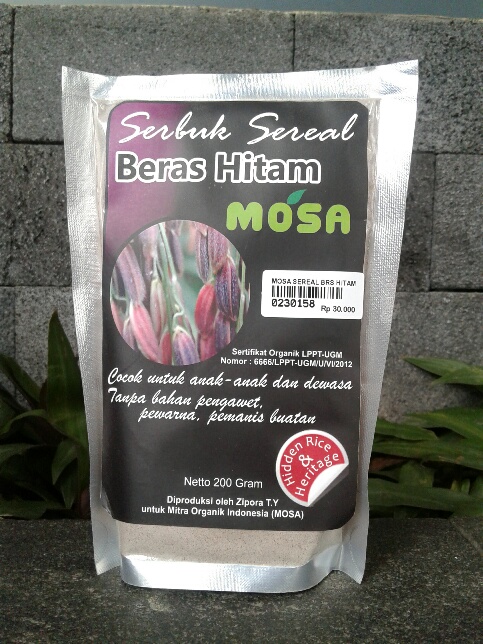 Serbuk Sereal
Beras Hitam
MOSA
MOSA SEREAL BRS HITAM
0230158
Rp 30.000
Sertifikat Organik LPPT-UGM
Nomor : 6666/LPPT-UGM/U/VI/2012
Cocok untuk anak-anak dan dewasa
Tanpa bahan pengawet,
pewarna, pemanis buatan
Hidden Rice
&
Heritage
Netto 200 Gram
Diproduksi oleh Zipora T.Y
untuk Mitra Organik Indonesia (MOSA)